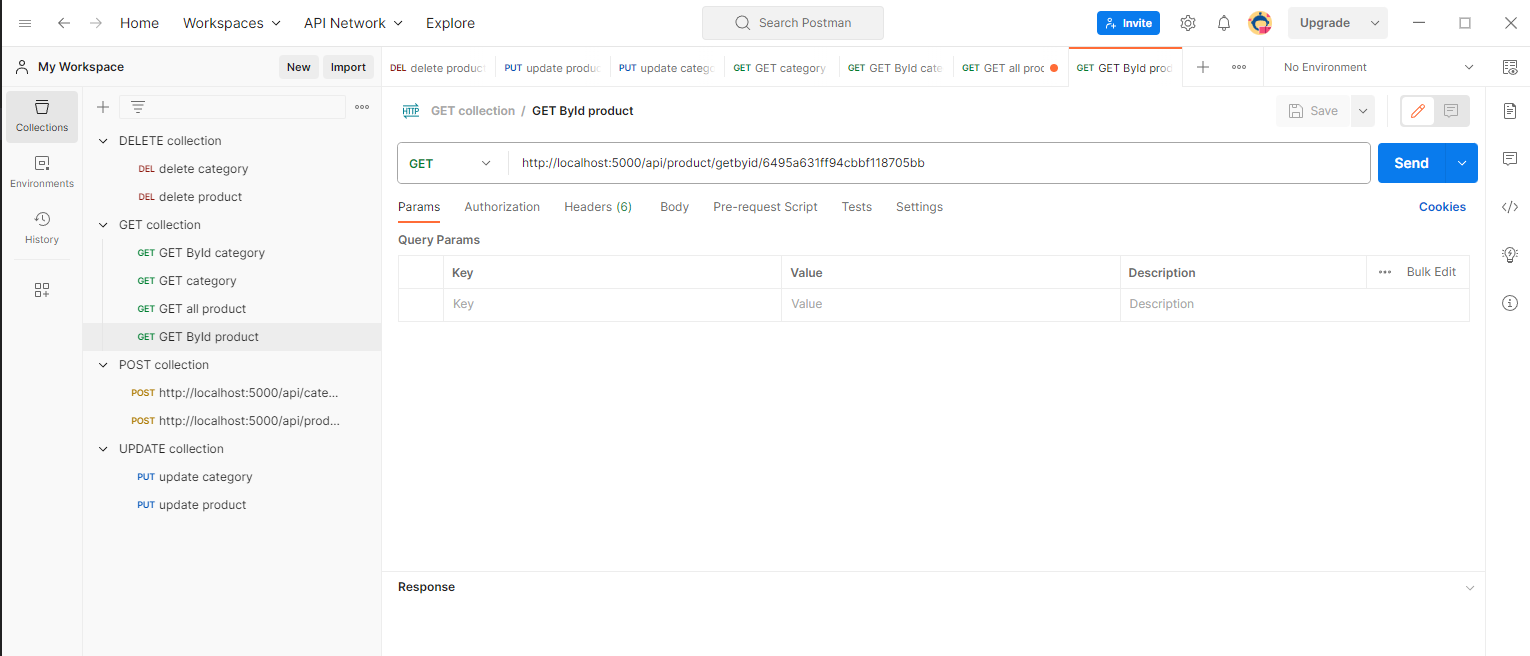 Home Workspaces API Network Explore Search Postman Invite Upgrade
My Workspace New Import
DEL delete produc PUT update produc PUT update catego GET GET category GET GET ById cate GET GET all proc GET GET ById prod No Environment
Collections
Environments
History
DELETE collection
DEL delete category
DEL delete product
GET collection
GET GET ById category
GET GET category
GET GET all product
GET GET ById product
POST collection
POST http://localhost:5000/api/cate...
POST http://localhost:5000/api/prod...
UPDATE collection
PUT update category
PUT update product
HTTP GET collection / GET ById product Save
GET http://localhost:5000/api/product/getbyid/6495a631ff94cbbf118705bb Send
Params Authorization Headers (6) Body Pre-request Script Tests Settings Cookies
Query Params
Key Value Description Bulk Edit
Key Value Description
Response